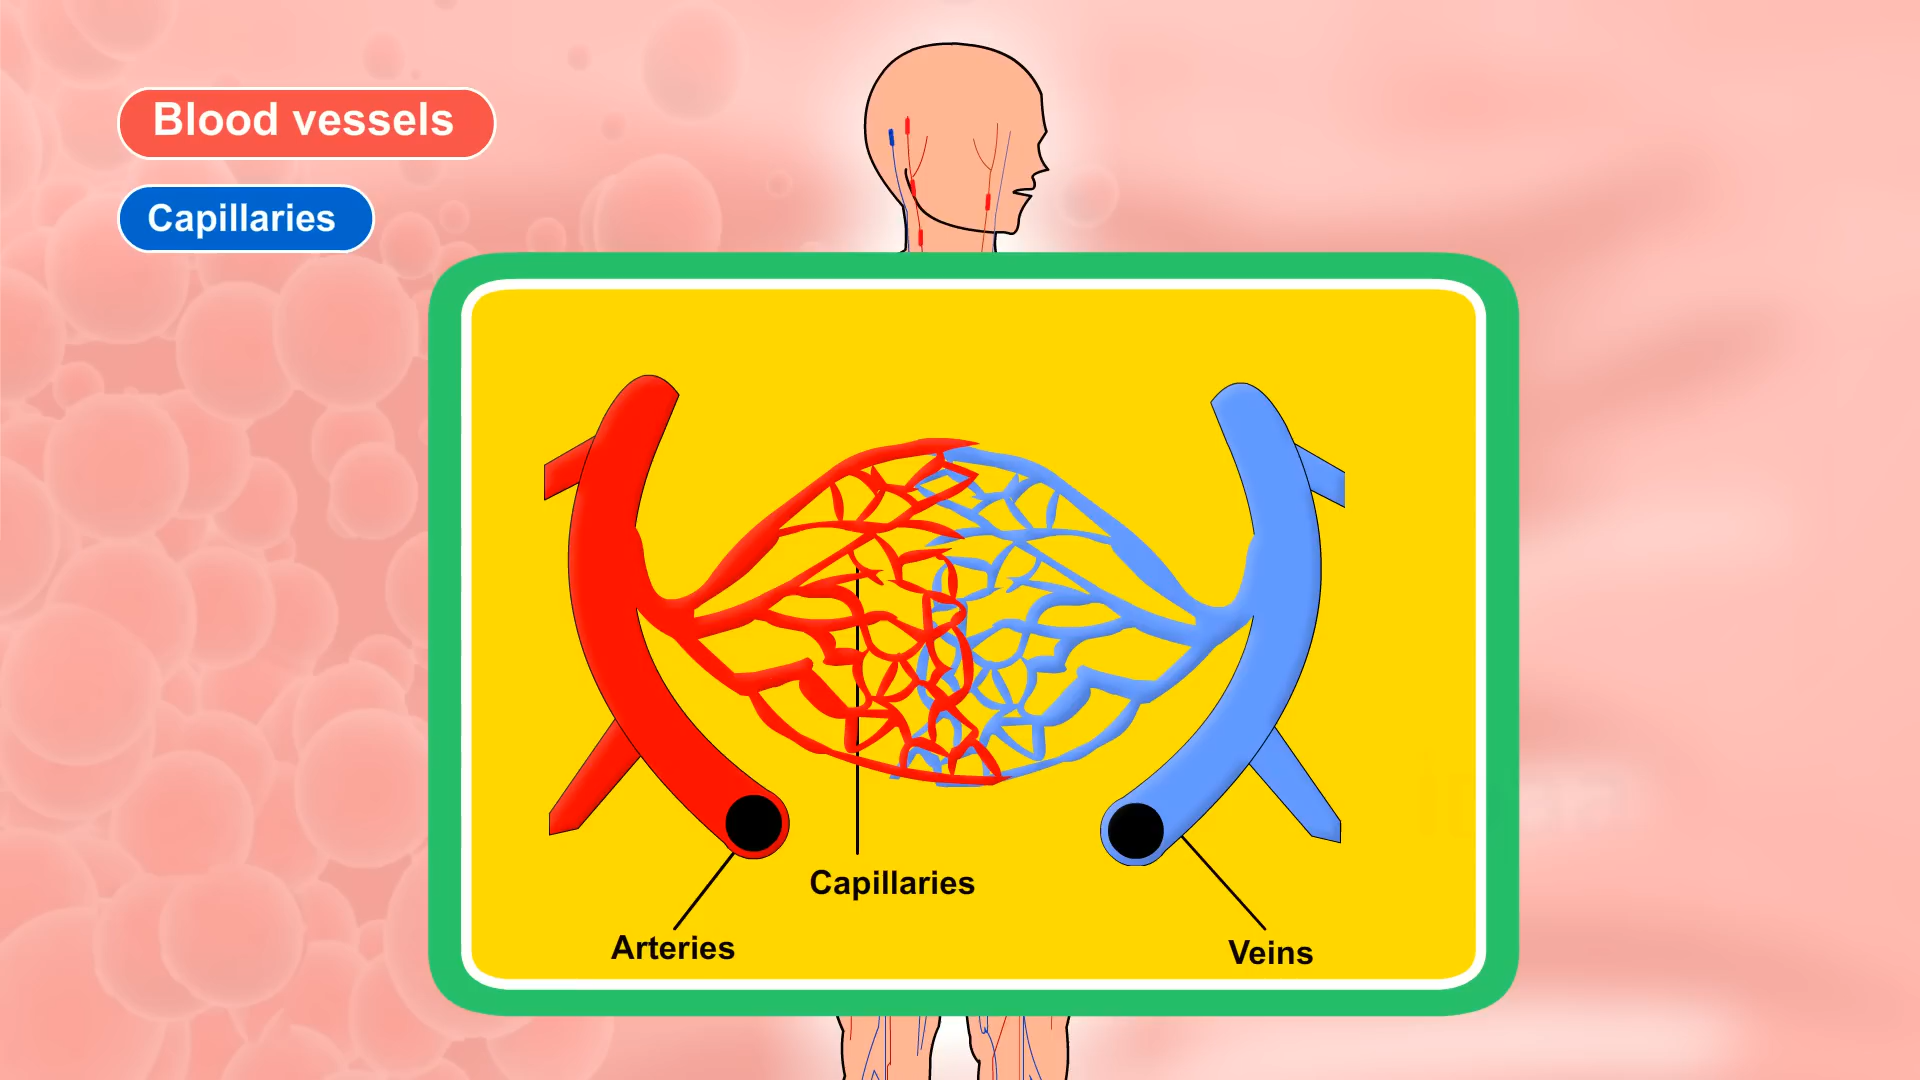 Blood vessels
Capillaries
Capillaries
Arteries
Veins